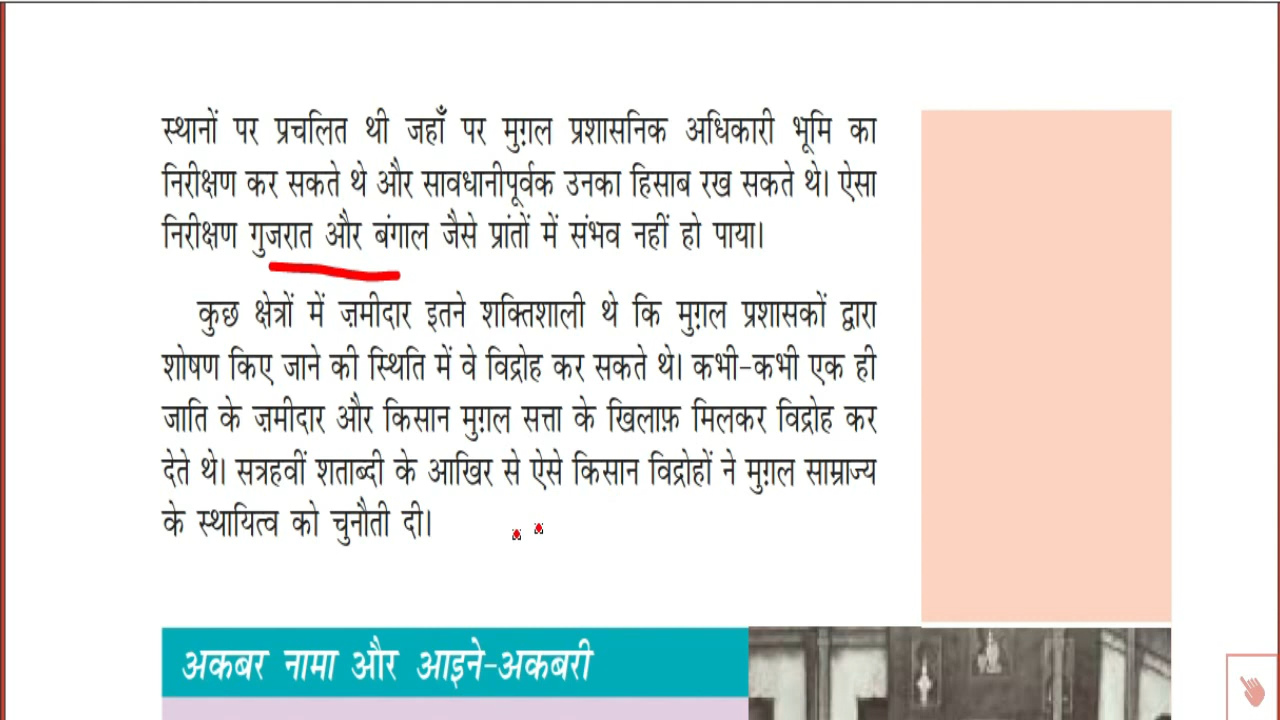 स्थानों पर प्रचलित थी जहाँ पर मुग़ल प्रशासनिक अधिकारी भूमि का
निरीक्षण कर सकते थे और सावधानीपूर्वक उनका हिसाब रख सकते थे। ऐसा
निरीक्षण गुजरात और बंगाल जैसे प्रांतों में संभव नहीं हो पाया।
कुछ क्षेत्रों में ज़मीदार इतने शक्तिशाली थे कि मुग़ल प्रशासकों द्वारा
शोषण किए जाने की स्थिति में वे विद्रोह कर सकते थे। कभी-कभी एक ही
जाति के ज़मीदार और किसान मुग़ल सत्ता के खिलाफ़ मिलकर विद्रोह कर
देते थे। सत्रहवीं शताब्दी के आखिर से ऐसे किसान विद्रोहों ने मुग़ल साम्राज्य
के स्थायित्व को चुनौती दी।
अकबर नामा और आइने-अकबरी